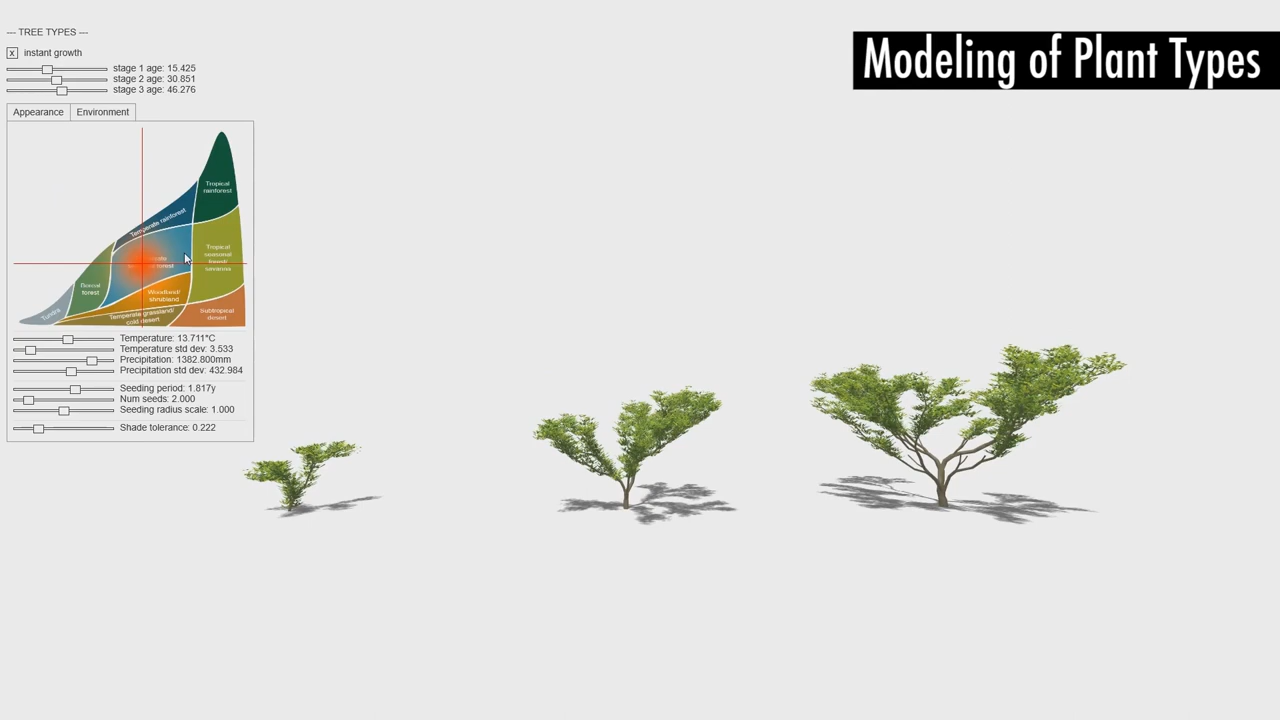 --- TREE TYPES ---
Modeling of Plant Types
x instant growth
stage 1 age: 15.425
stage 2 age: 30.851
stage 3 age: 46.276
Appearance Environment
Tropical
rainforest
Temperate rainforest
Tropical
seasonal
forest/
savanna
forest
Boreal
forest
Woodland/
shrubland
Tundra
Temperate grassland/
cold desert
Subtropical
desert
Temperature: 13.711°C
Temperature std dev: 3.533
Precipitation: 1382.800mm
Precipitation std dev: 432.984
Seeding period: 1.817y
Num seeds: 2.000
Seeding radius scale: 1.000
Shade tolerance: 0.222